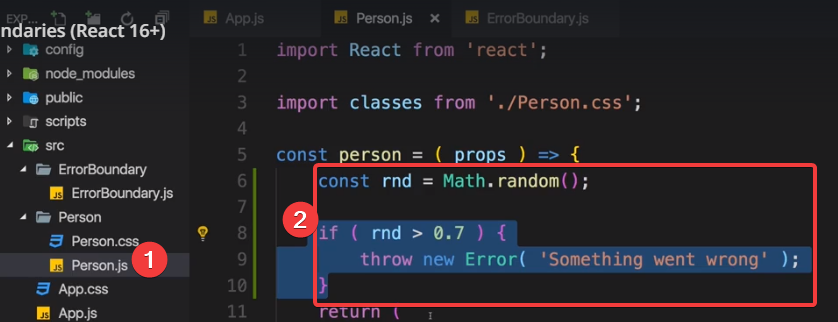 EXP...
App.js
Person.js
ErrorBoundary.js
ndaries (React 16+)
config
node_modules
public
scripts
src
ErrorBoundary
JS ErrorBoundary.js
Person
Person.css
JS Person.js
App.css
JS App.js
1
2
1 import React from 'react';
2
3 import classes from './Person.css';
4
5 const person = ( props ) => {
6 const rnd = Math.random();
7
8 if ( rnd > 0.7 ) {
9 throw new Error( 'Something went wrong' );
10 }
11 return (